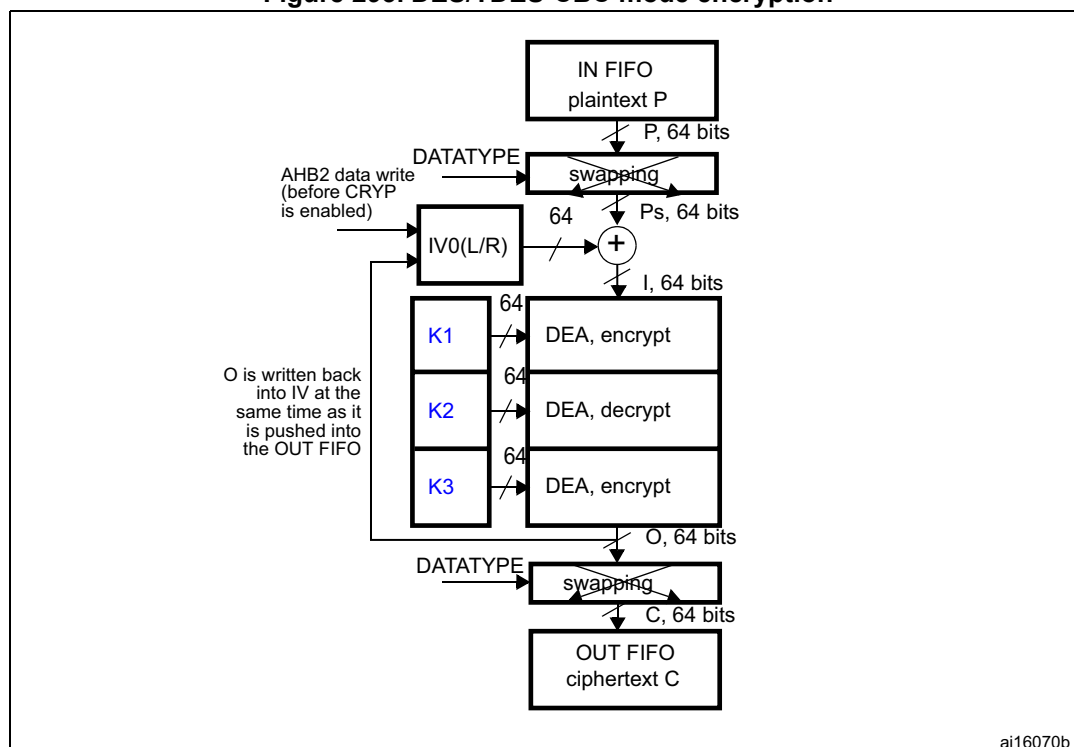 IN FIFO
plaintext P
P, 64 bits
DATATYPE
swapping
AHB2 data write
(before CRYP
is enabled)
Ps, 64 bits
64
IV0(L/R)
+
I, 64 bits
64
K1
DEA, encrypt
64
K2
DEA, decrypt
64
K3
DEA, encrypt
O is written back
into IV at the
same time as it
is pushed into
the OUT FIFO
O, 64 bits
DATATYPE
swapping
C, 64 bits
OUT FIFO
ciphertext C
ai16070b